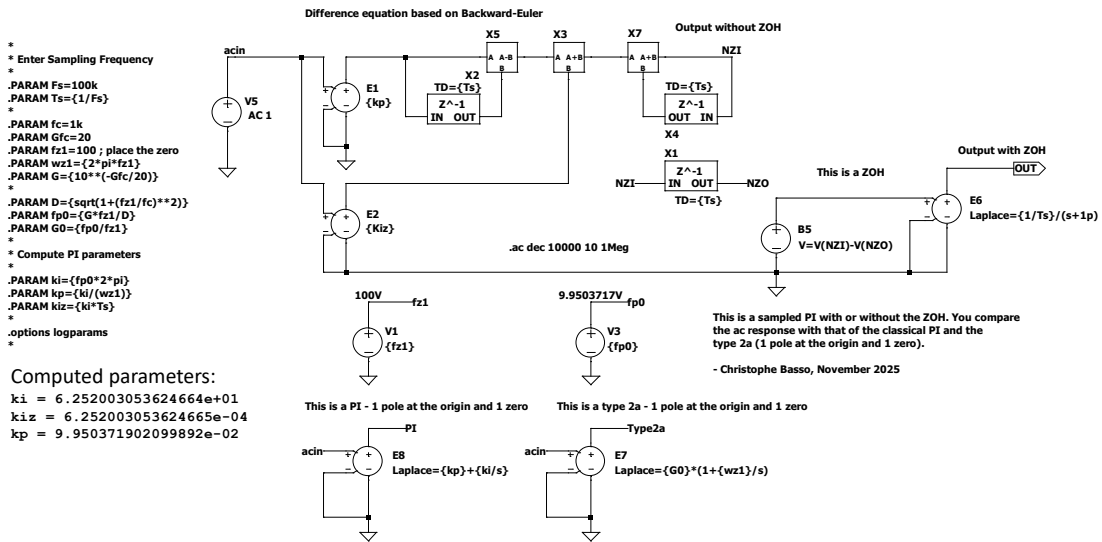 Difference equation based on Backward-Euler
*
* Enter Sampling Frequency
*
.PARAM Fs=100k
.PARAM Ts={1/Fs}
*
.PARAM fc=1k
.PARAM Gfc=20
.PARAM fz1=100 ; place the zero
.PARAM wz1={2*pi*fz1}
.PARAM G={10**(-Gfc/20)}
*
.PARAM D={sqrt(1+(fz1/fc)**2)}
.PARAM fp0={G*fz1/D}
.PARAM G0={fp0/fz1}
*
* Compute PI parameters
*
.PARAM ki={fp0*2*pi}
.PARAM kp={ki/(wz1)}
.PARAM kiz={ki*Ts}
*
.options logparams
*
Computed parameters:
ki = 6.252003053624664e+01
kiz = 6.252003053624665e-04
kp = 9.950371902099892e-02
acin
V5
AC 1
E1
{kp}
X5
A A-B
B
X2
TD={Ts}
Z^-1
IN OUT
X3
A A+B
B
X7
A A+B
B
Output without ZOH
NZI
TD={Ts}
Z^-1
OUT IN
X4
X1
Z^-1
NZI IN OUT NZO
TD={Ts}
E2
{Kiz}
.ac dec 10000 10 1Meg
This is a ZOH
B5
V=V(NZI)-V(NZO)
Output with ZOH
OUT
E6
Laplace={1/Ts}/(s+1p)
100V
fz1
V1
{fz1}
9.9503717V
fp0
V3
{fp0}
This is a sampled PI with or without the ZOH. You compare
the ac response with that of the classical PI and the
type 2a (1 pole at the origin and 1 zero).
- Christophe Basso, November 2025
This is a PI - 1 pole at the origin and 1 zero
PI
acin
E8
Laplace={kp}+{ki/s}
This is a type 2a - 1 pole at the origin and 1 zero
Type2a
acin
E7
Laplace={G0}*(1+{wz1}/s)